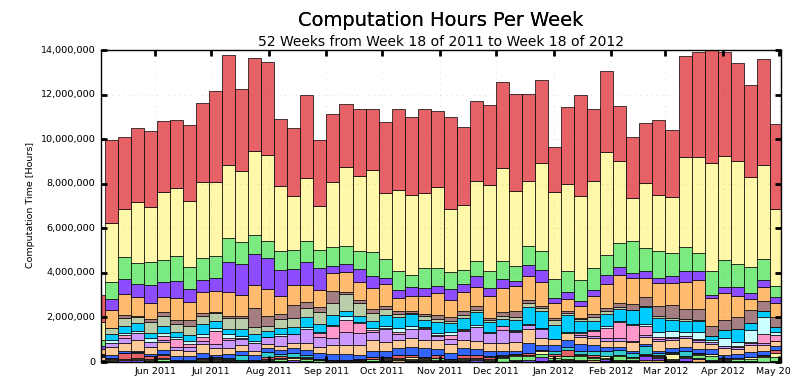 Computation Hours Per Week
52 Weeks from Week 18 of 2011 to Week 18 of 2012
14,000,000
12,000,000
10,000,000
8,000,000
6,000,000
4,000,000
2,000,000
0
Computation Time [Hours]
Jun 2011 Jul 2011 Aug 2011 Sep 2011 Oct 2011 Nov 2011 Dec 2011 Jan 2012 Feb 2012 Mar 2012 Apr 2012 May 20